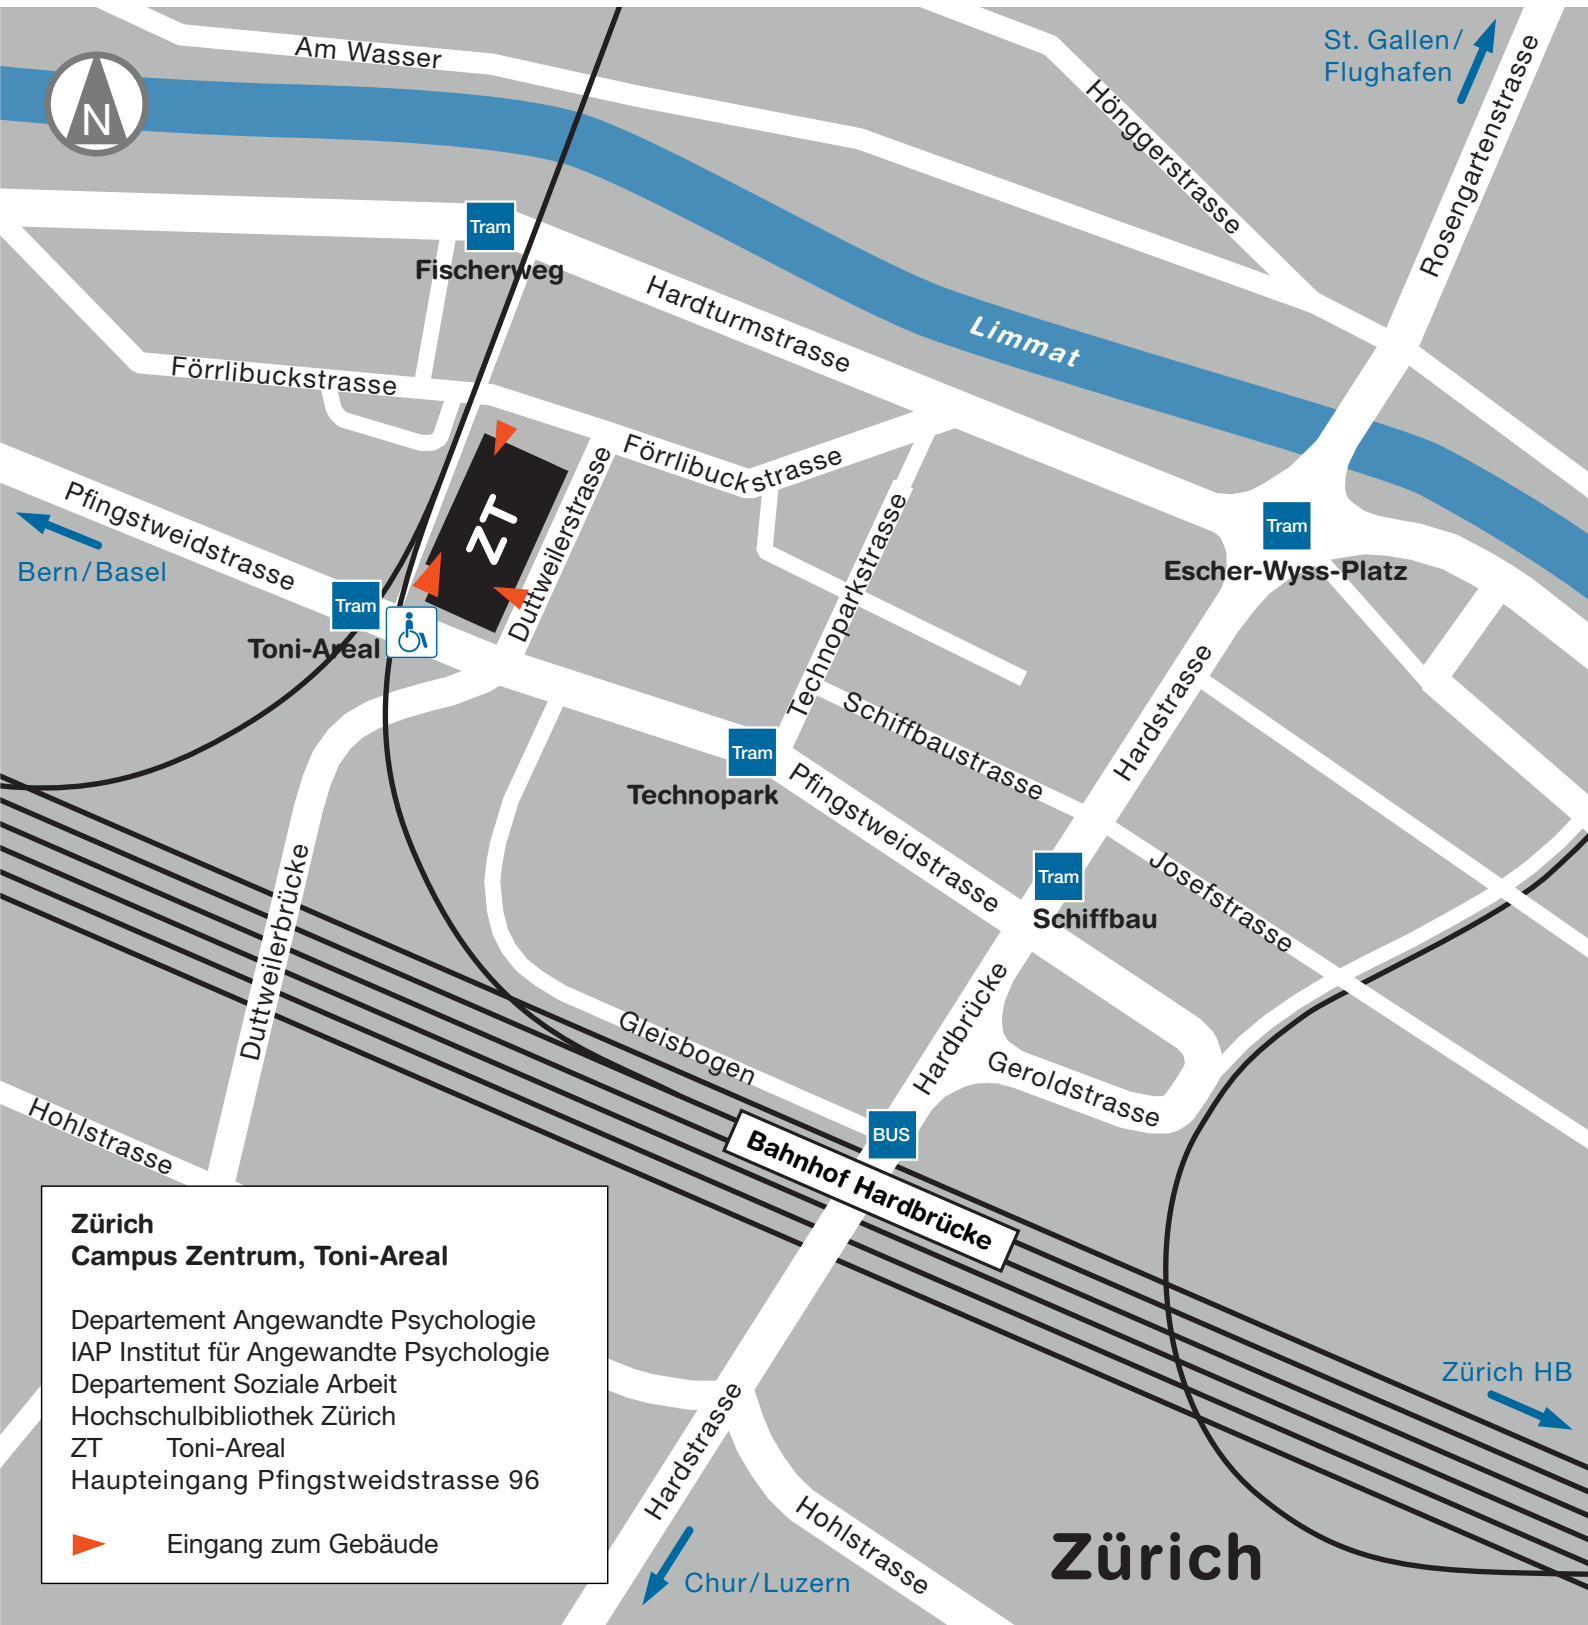 Am Wasser
St. Gallen/
Flughafen
N
Hönggerstrasse
Rosengartenstrasse
Tram
Fischerweg
Hardturmstrasse
Limmat
Förrlibuckstrasse
Förrlibuckstrasse
Pfingstweidstrasse
ZT
Duttweilerstrasse
Technoparkstrasse
Tram
Escher-Wyss-Platz
Bern/Basel
Tram
Toni-Areal
Hardstrasse
Schiffbaustrasse
Tram
Technopark
Pfingstweidstrasse
Tram
Schiffbau
Josefstrasse
Duttweilerbrücke
Hardbrücke
Gleisbogen
Geroldstrasse
BUS
Hohlstrasse
Bahnhof Hardbrücke
Zürich
Campus Zentrum, Toni-Areal
Departement Angewandte Psychologie
IAP Institut für Angewandte Psychologie
Departement Soziale Arbeit
Hochschulbibliothek Zürich
ZT Toni-Areal
Haupteingang Pfingstweidstrasse 96
Eingang zum Gebäude
Zürich HB
Hardstrasse
Hohlstrasse
Zürich
Chur/Luzern